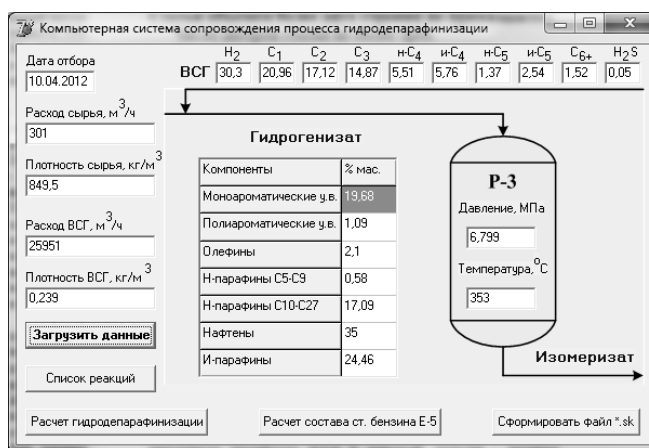 Компьютерная система сопровождения процесса гидродепарафинизации
Дата отбора
10.04.2012
H2 C1 C2 C3 н-C4 и-C4 н-C5 и-C5 C6+ H2S
ВСГ 30,3 20,96 17,12 14,87 5,51 5,76 1,37 2,54 1,52 0,05
Расход сырья, м3/ч
301
Плотность сырья, кг/м3
849,5
Расход ВСГ, м3/ч
25951
Плотность ВСГ, кг/м3
0,239
Загрузить данные
Список реакций
Гидрогенизат
Компоненты % мас.
Моноароматические у.в. 19,68
Полиароматические у.в. 1,09
Олефины 2,1
Н-парафины C5-C9 0,58
Н-парафины C10-C27 17,09
Нафтены 35
И-парафины 24,46
Р-3
Давление, МПа
6,799
Температура,°C
353
Изомеризат
Расчет гидродепарафинизации Расчет состава ст. бензина Е-5 Сформировать файл *.sk